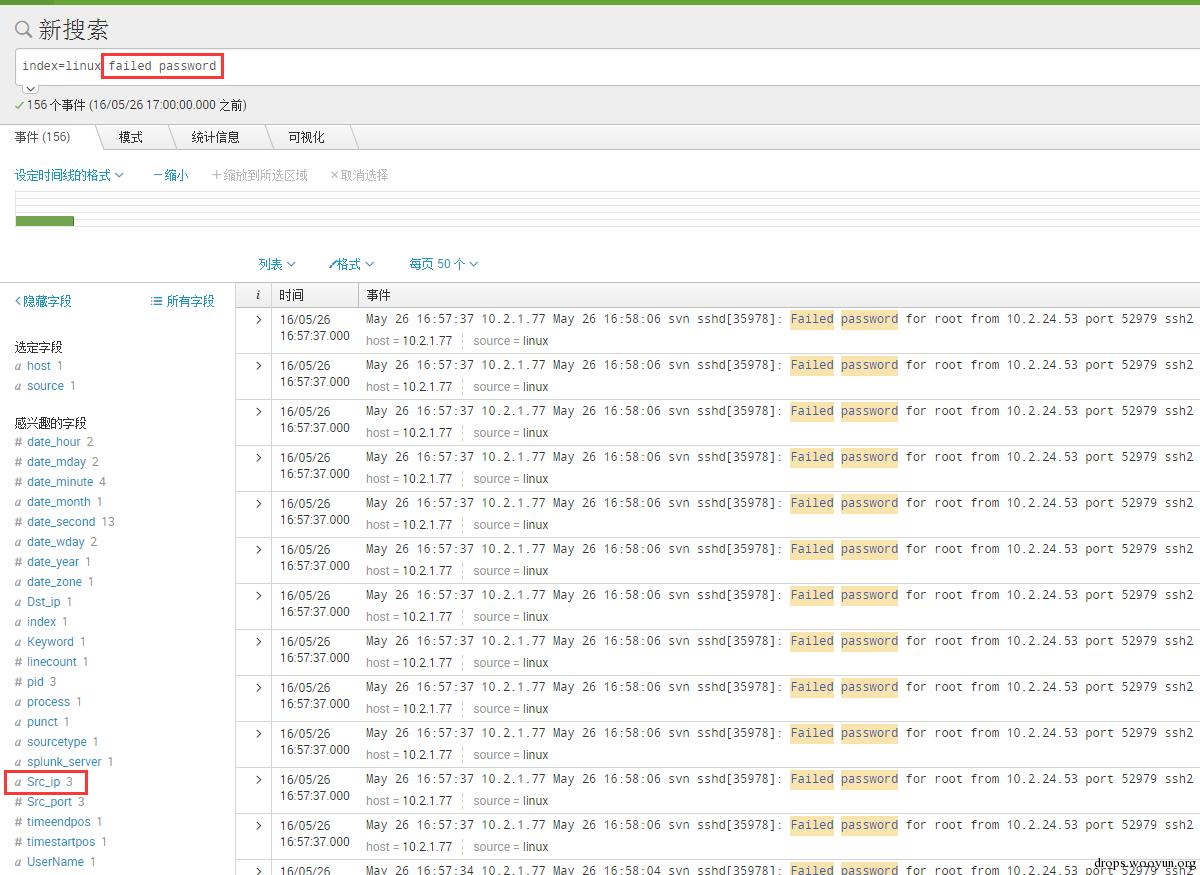 新搜索
index=linux failed password
156 个事件 (16/05/26 17:00:00.000 之前)
事件 (156) 模式 统计信息 可视化
设定时间线的格式 一缩小 +缩放到所选区域 ×取消选择
列表 格式 每页 50 个
隐藏字段 所有字段
选定字段
a host 1
a source 1
感兴趣的字段
# date_hour 2
# date_mday 2
# date_minute 4
a date_month 1
# date_second 13
a date_wday 2
# date_year 1
a date_zone 1
a Dst_ip 1
a index 1
a Keyword 1
# linecount 1
# pid 3
a process 1
a punct 1
a sourcetype 1
a splunk_server 1
a Src_ip 3
# Src_port 3
# timeendpos 1
# timestartpos 1
a UserName 1
i 时间 事件
16/05/26 May 26 16:57:37 10.2.1.77 May 26 16:58:06 svn sshd[35978]: Failed password for root from 10.2.24.53 port 52979 ssh2
16:57:37.000 host = 10.2.1.77 source = linux
16/05/26 May 26 16:57:37 10.2.1.77 May 26 16:58:06 svn sshd[35978]: Failed password for root from 10.2.24.53 port 52979 ssh2
16:57:37.000 host = 10.2.1.77 source = linux
16/05/26 May 26 16:57:37 10.2.1.77 May 26 16:58:06 svn sshd[35978]: Failed password for root from 10.2.24.53 port 52979 ssh2
16:57:37.000 host = 10.2.1.77 source = linux
16/05/26 May 26 16:57:37 10.2.1.77 May 26 16:58:06 svn sshd[35978]: Failed password for root from 10.2.24.53 port 52979 ssh2
16:57:37.000 host = 10.2.1.77 source = linux
16/05/26 May 26 16:57:37 10.2.1.77 May 26 16:58:06 svn sshd[35978]: Failed password for root from 10.2.24.53 port 52979 ssh2
16:57:37.000 host = 10.2.1.77 source = linux
16/05/26 May 26 16:57:37 10.2.1.77 May 26 16:58:06 svn sshd[35978]: Failed password for root from 10.2.24.53 port 52979 ssh2
16:57:37.000 host = 10.2.1.77 source = linux
16/05/26 May 26 16:57:37 10.2.1.77 May 26 16:58:06 svn sshd[35978]: Failed password for root from 10.2.24.53 port 52979 ssh2
16:57:37.000 host = 10.2.1.77 source = linux
16/05/26 May 26 16:57:37 10.2.1.77 May 26 16:58:06 svn sshd[35978]: Failed password for root from 10.2.24.53 port 52979 ssh2
16:57:37.000 host = 10.2.1.77 source = linux
16/05/26 May 26 16:57:37 10.2.1.77 May 26 16:58:06 svn sshd[35978]: Failed password for root from 10.2.24.53 port 52979 ssh2
16:57:37.000 host = 10.2.1.77 source = linux
16/05/26 May 26 16:57:37 10.2.1.77 May 26 16:58:06 svn sshd[35978]: Failed password for root from 10.2.24.53 port 52979 ssh2
16:57:37.000 host = 10.2.1.77 source = linux
16/05/26 May 26 16:57:37 10.2.1.77 May 26 16:58:06 svn sshd[35978]: Failed password for root from 10.2.24.53 port 52979 ssh2
16:57:37.000 host = 10.2.1.77 source = linux
16/05/26 May 26 16:57:37 10.2.1.77 May 26 16:58:06 svn sshd[35978]: Failed password for root from 10.2.24.53 port 52979 ssh2
16:57:37.000 host = 10.2.1.77 source = linux
16/05/26 May 26 16:57:34 10.2.1.77 May 26 16:58:04 svn sshd[35978]: Failed password for root from 10.2.24.53 port 52979 ssh2
drops.wooyun.org